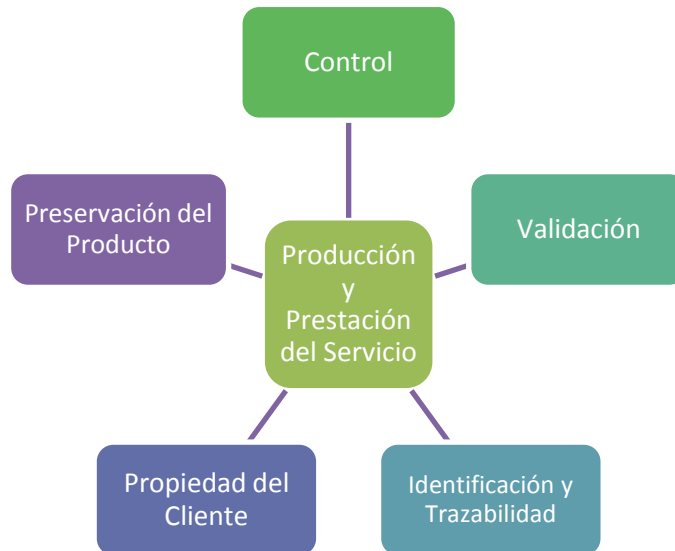 Control
Preservación del
Producto
Validación
Producción
y
Prestación
del Servicio
Propiedad del
Cliente
Identificación y
Trazabilidad